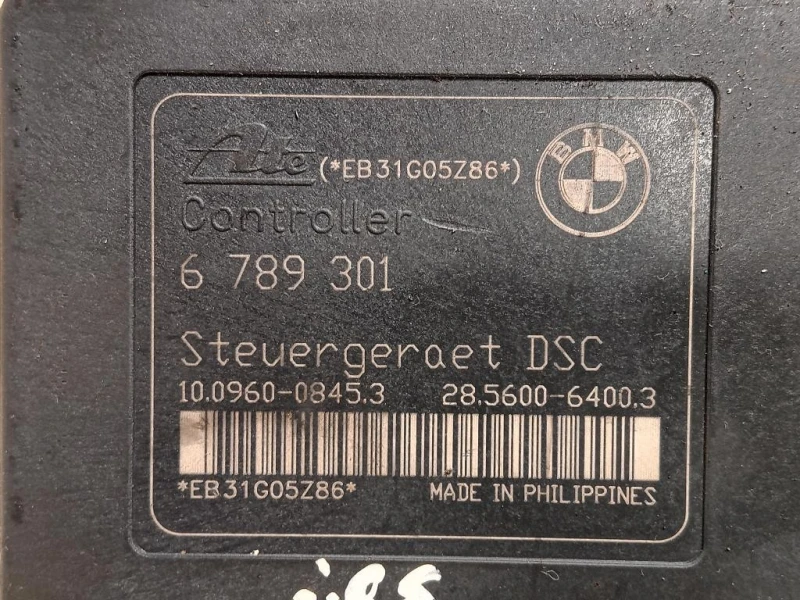 Ate (*EB31G05Z86*)
BMW
Controller
6 789 301
Steuergeraet DSC
10.0960-0845.3 28.5600-6400.3
*EB31G05Z86* MADE IN PHILIPPINES